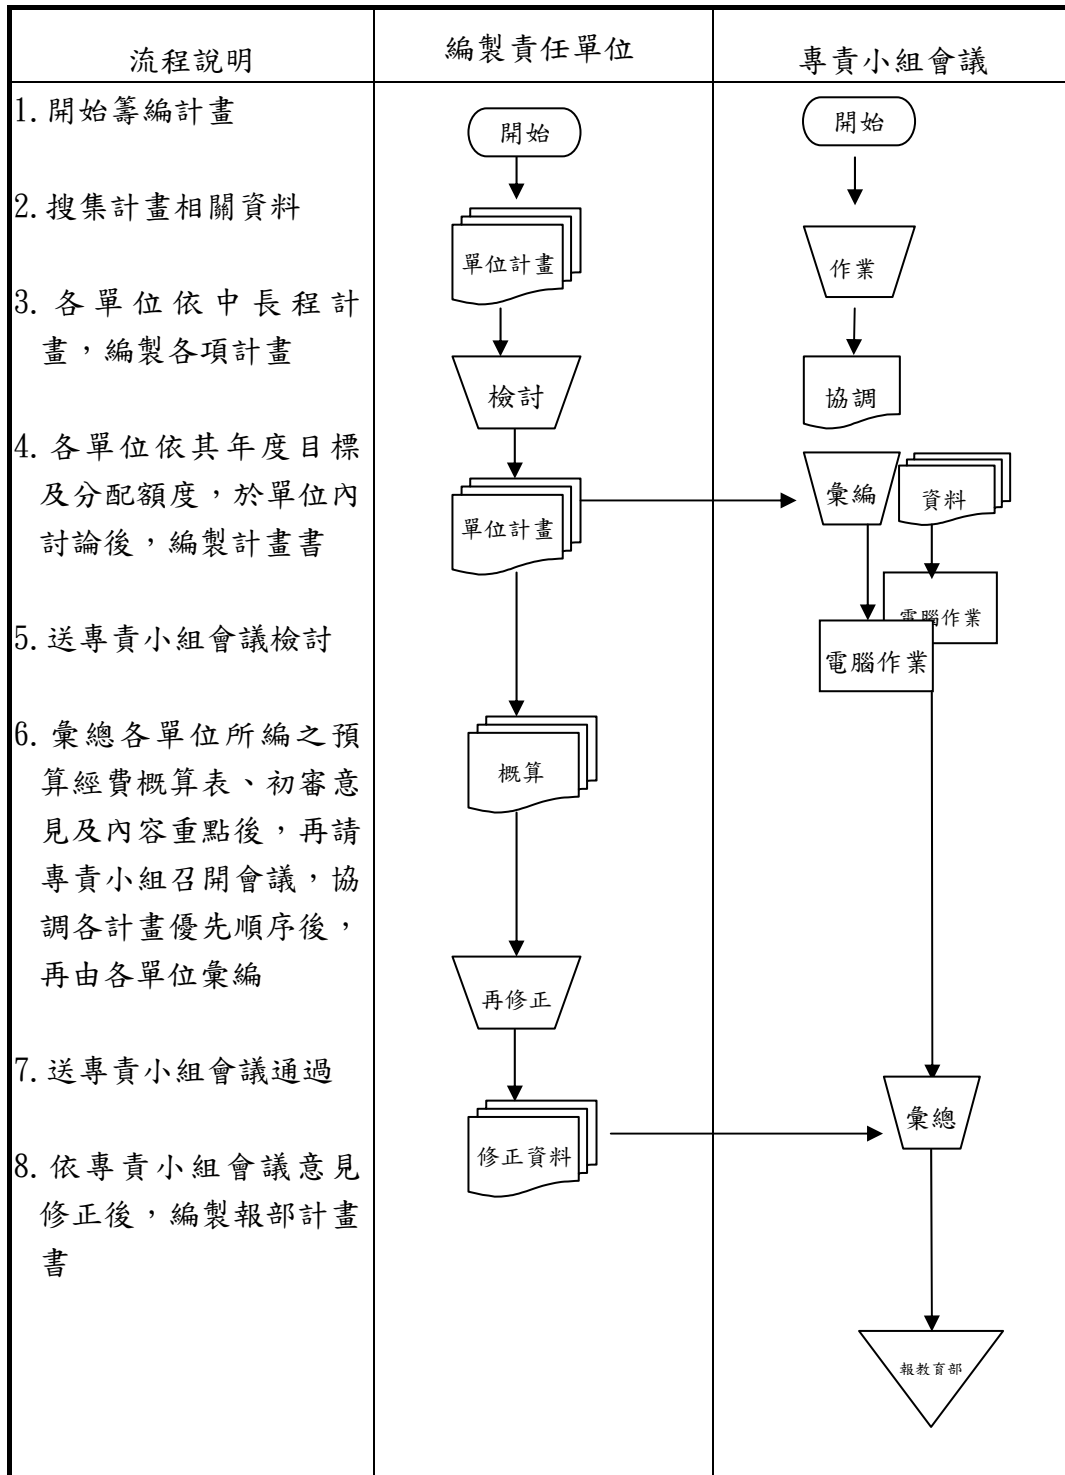 流程說明
編製責任單位
專責小組會議
1.開始籌編計畫
2.搜集計畫相關資料
3.各單位依中長程計
畫，編製各項計畫
4.各單位依其年度目標
及分配額度，於單位內
討論後，編製計畫書
5.送專責小組會議檢討
6.彙總各單位所編之預
算經費概算表、初審意
見及內容重點後，再請
專責小組召開會議，協
調各計畫優先順序後，
再由各單位彙編
7.送專責小組會議通過
8.依專責小組會議意見
修正後，編製報部計畫
書
開始
單位計畫
檢討
單位計畫
概算
再修正
修正資料
開始
作業
協調
彙編
資料
電腦作業
電腦作業
彙總
報教育部